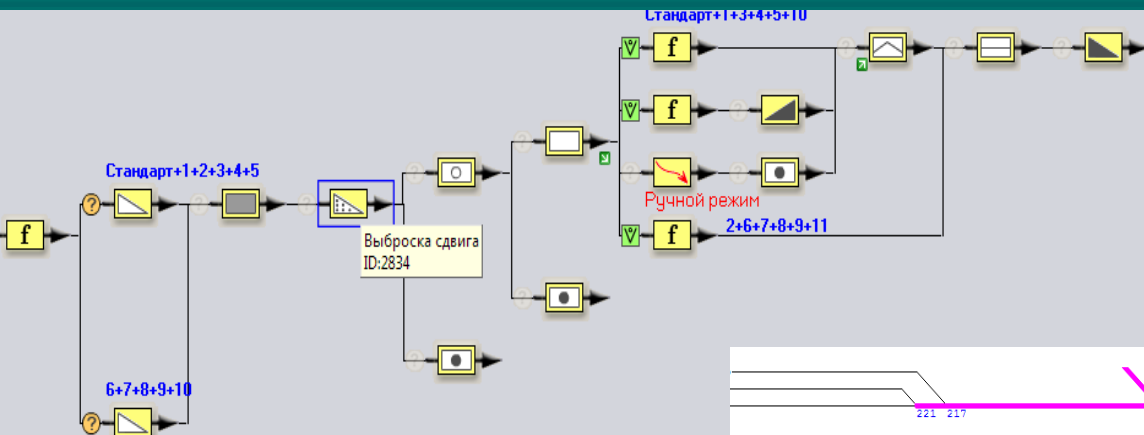 Стандарт+1+3+4+5+10
f
f
Стандарт+1+2+3+4+5
Ручной режим
? f
f 2+6+7+8+9+11
Выброска сдвига
ID:2834
6+7+8+9+10
?
221 217